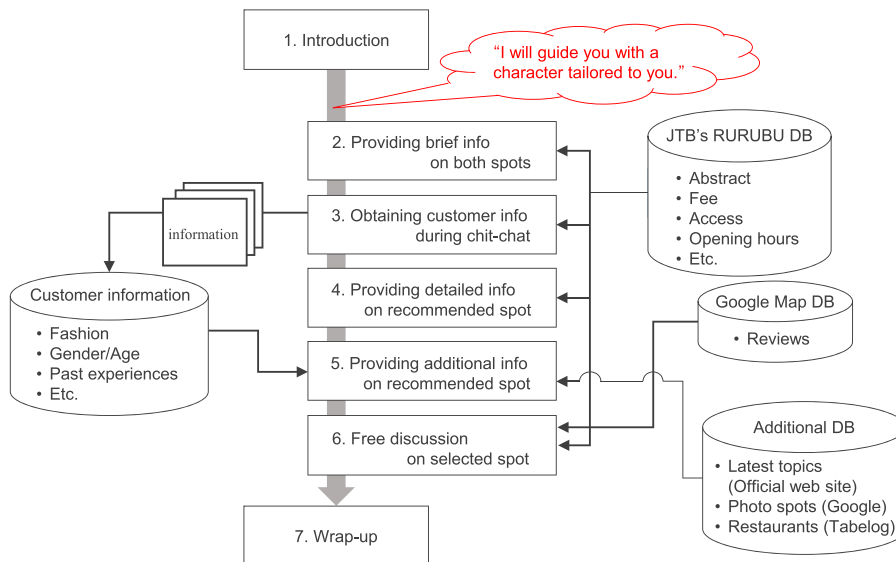 1. Introduction
“I will guide you with a
character tailored to you.”
2. Providing brief info
on both spots
JTB's RURUBU DB
• Abstract
• Fee
• Access
• Opening hours
• Etc.
information
3. Obtaining customer info
during chit-chat
Customer information
• Fashion
• Gender/Age
• Past experiences
• Etc.
4. Providing detailed info
on recommended spot
Google Map DB
• Reviews
5. Providing additional info
on recommended spot
6. Free discussion
on selected spot
Additional DB
• Latest topics
(Official web site)
• Photo spots (Google)
• Restaurants (Tabelog)
7. Wrap-up